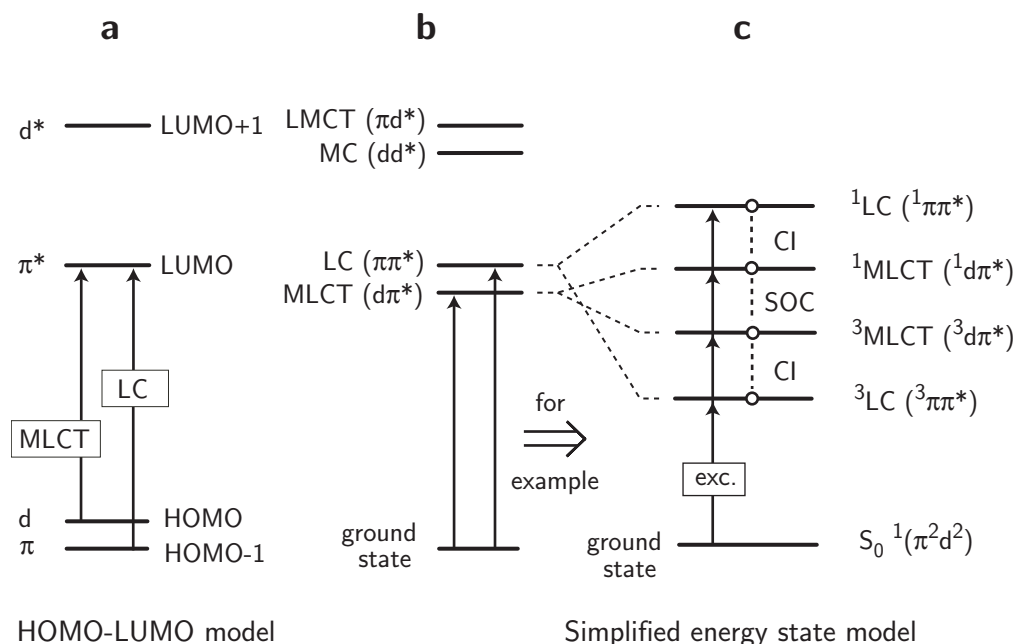 a
b
c
d*
LUMO+1
π*
LUMO
LC
MLCT
d
HOMO
π
HOMO-1
HOMO-LUMO model
LMCT (πd*)
MC (dd*)
LC (ππ*)
MLCT (dπ*)
for
example
ground
state
¹LC (¹ππ*)
CI
¹MLCT (¹dπ*)
SOC
³MLCT (³dπ*)
CI
³LC (³ππ*)
exc.
ground
state
S₀ ¹(π²d²)
Simplified energy state model